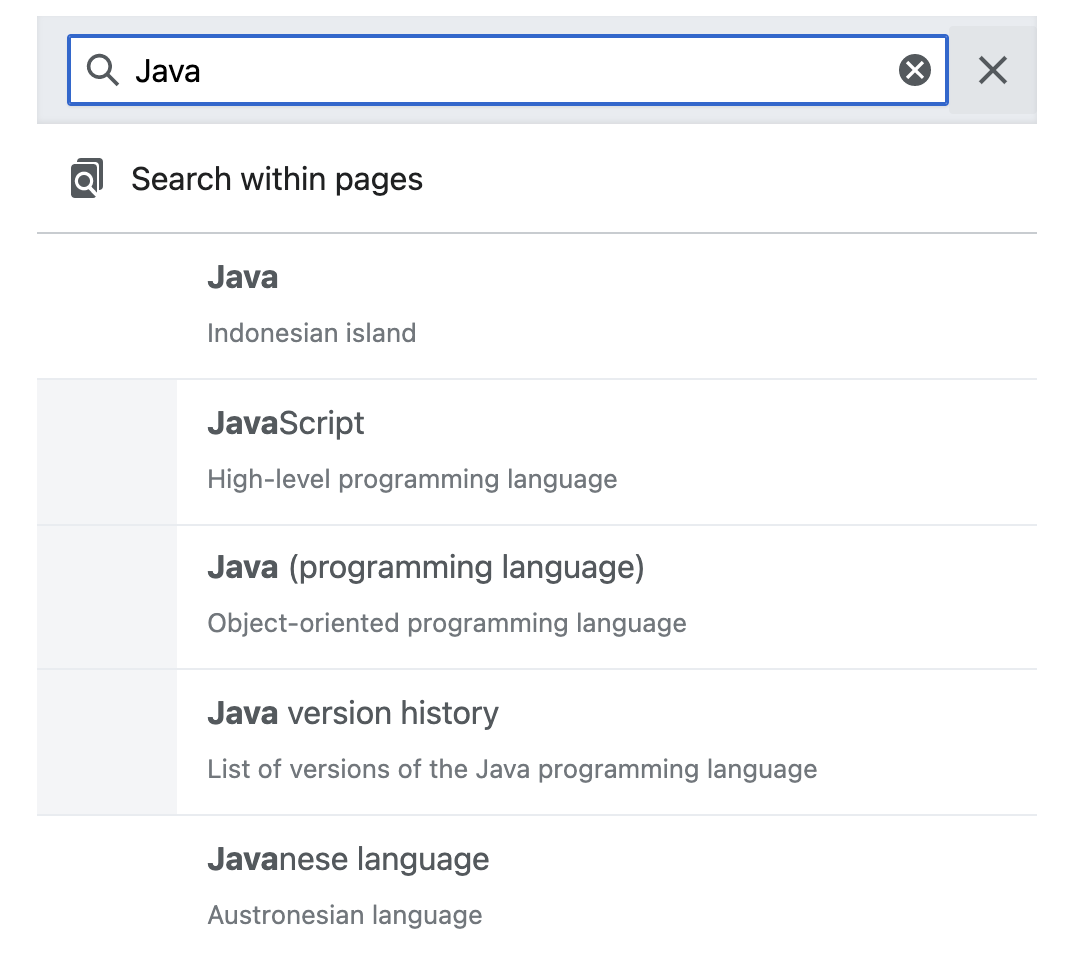 Java
Search within pages
Java
Indonesian island
JavaScript
High-level programming language
Java (programming language)
Object-oriented programming language
Java version history
List of versions of the Java programming language
Javanese language
Austronesian language